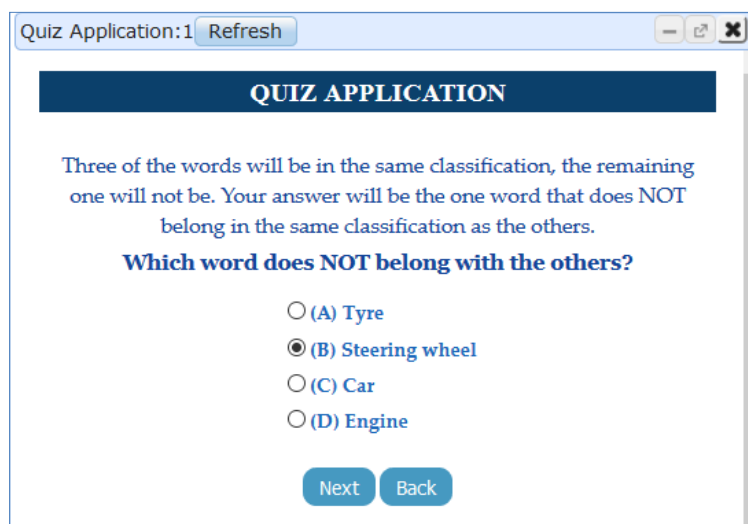 Quiz Application:1 Refresh
QUIZ APPLICATION
Three of the words will be in the same classification, the remaining
one will not be. Your answer will be the one word that does NOT
belong in the same classification as the others.
Which word does NOT belong with the others?
(A) Tyre
(B) Steering wheel
(C) Car
(D) Engine
Next Back